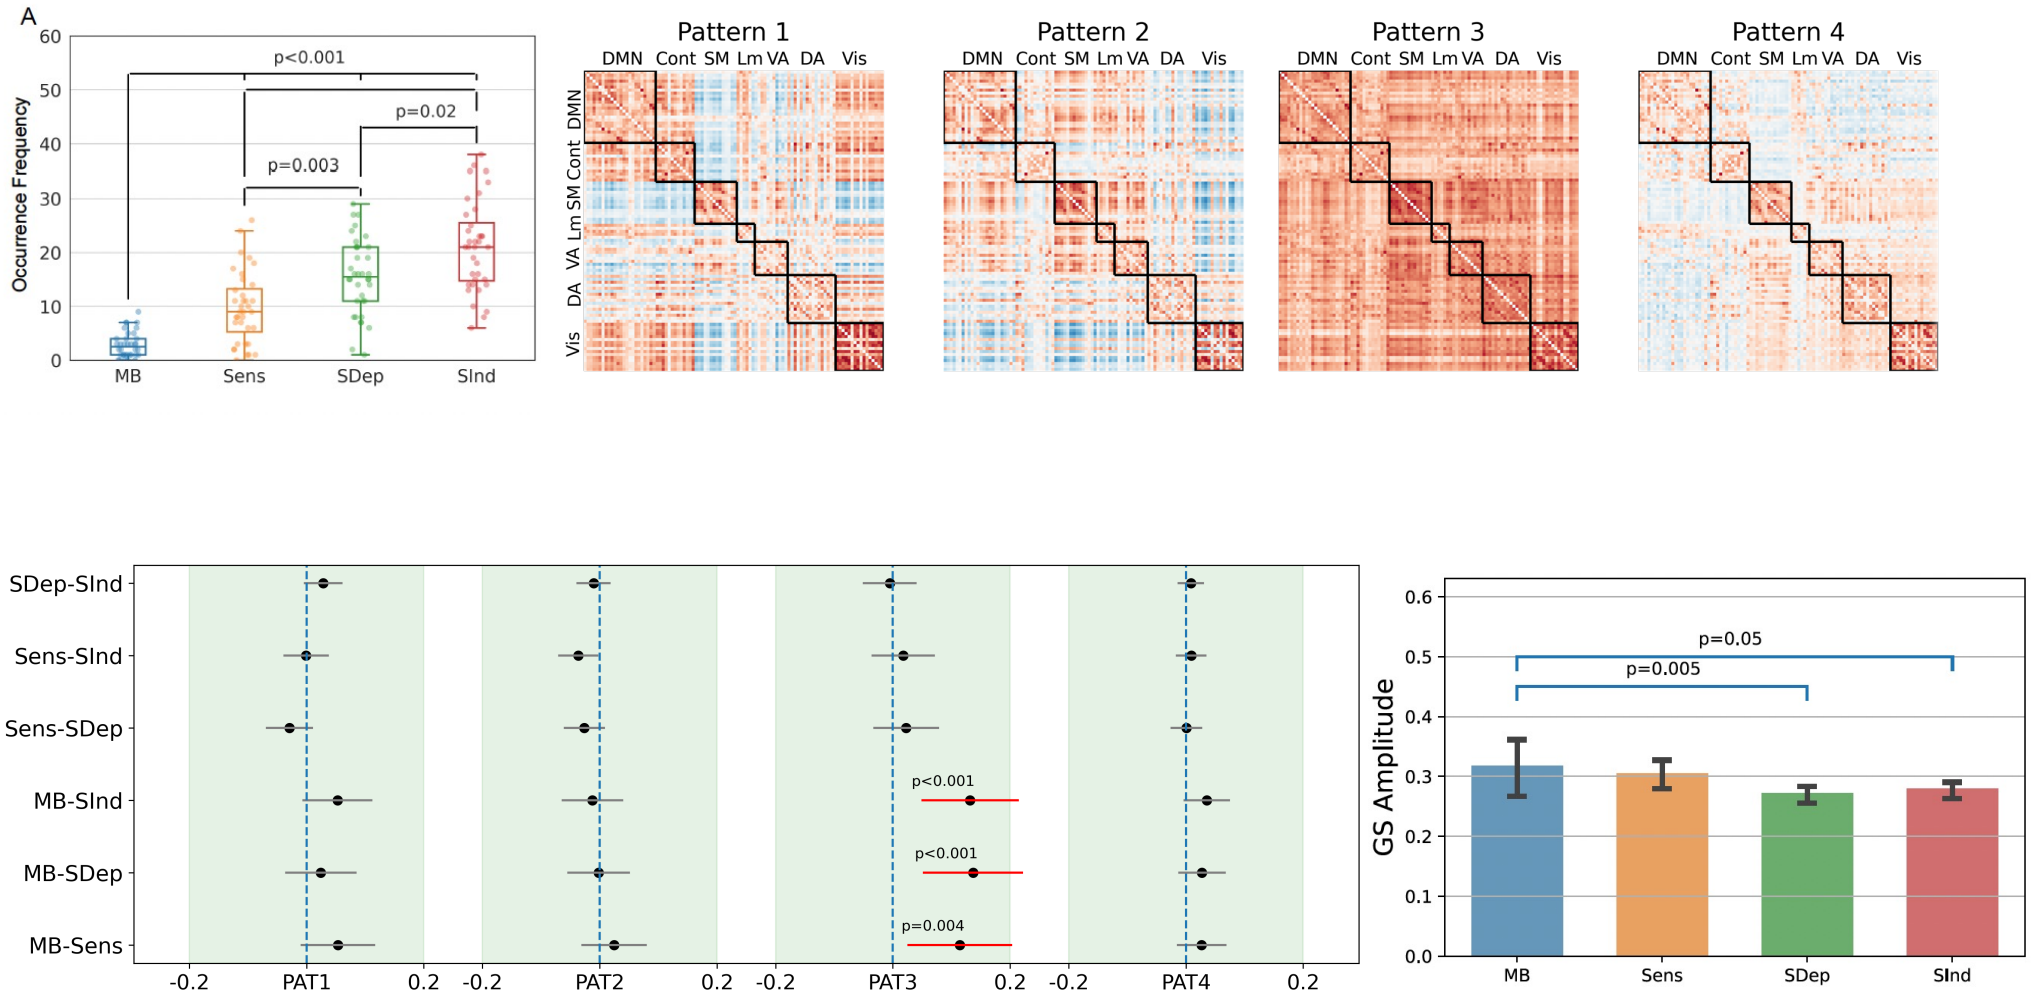 A
Occurrence Frequency
60
50
40
30
20
10
0
p<0.001
p=0.02
p=0.003
MB Sens SDep SInd
Pattern 1
DMN Cont SM Lm VA DA Vis
DMN
Cont
SM
Lm
VA
DA
Vis
Pattern 2
DMN Cont SM Lm VA DA Vis
Pattern 3
DMN Cont SM Lm VA DA Vis
Pattern 4
DMN Cont SM Lm VA DA Vis
SDep-SInd
Sens-SInd
Sens-SDep
MB-SInd
MB-SDep
MB-Sens
p<0.001
p<0.001
p=0.004
-0.2 PAT1 0.2 -0.2 PAT2 0.2 -0.2 PAT3 0.2 -0.2 PAT4 0.2
GS Amplitude
0.6
0.5
0.4
0.3
0.2
0.1
0.0
p=0.05
p=0.005
MB Sens SDep SInd